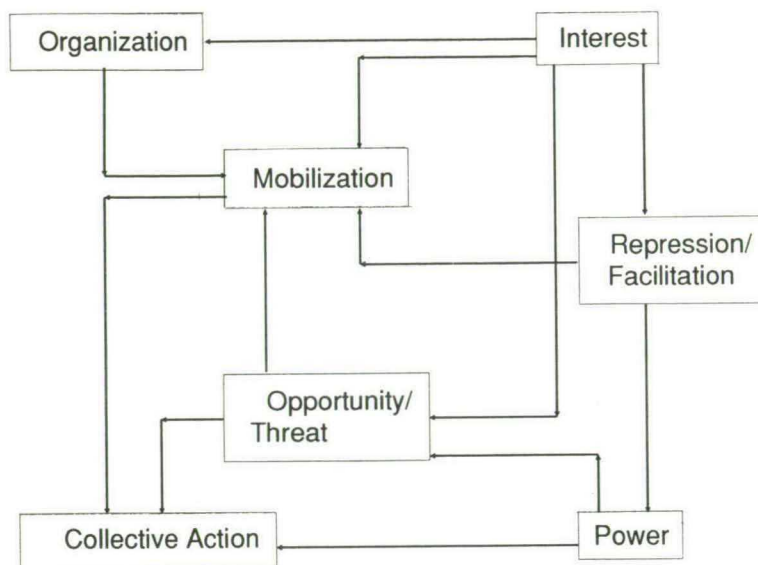 Organization
Interest
Mobilization
Repression/
Facilitation
Opportunity/
Threat
Collective Action
Power